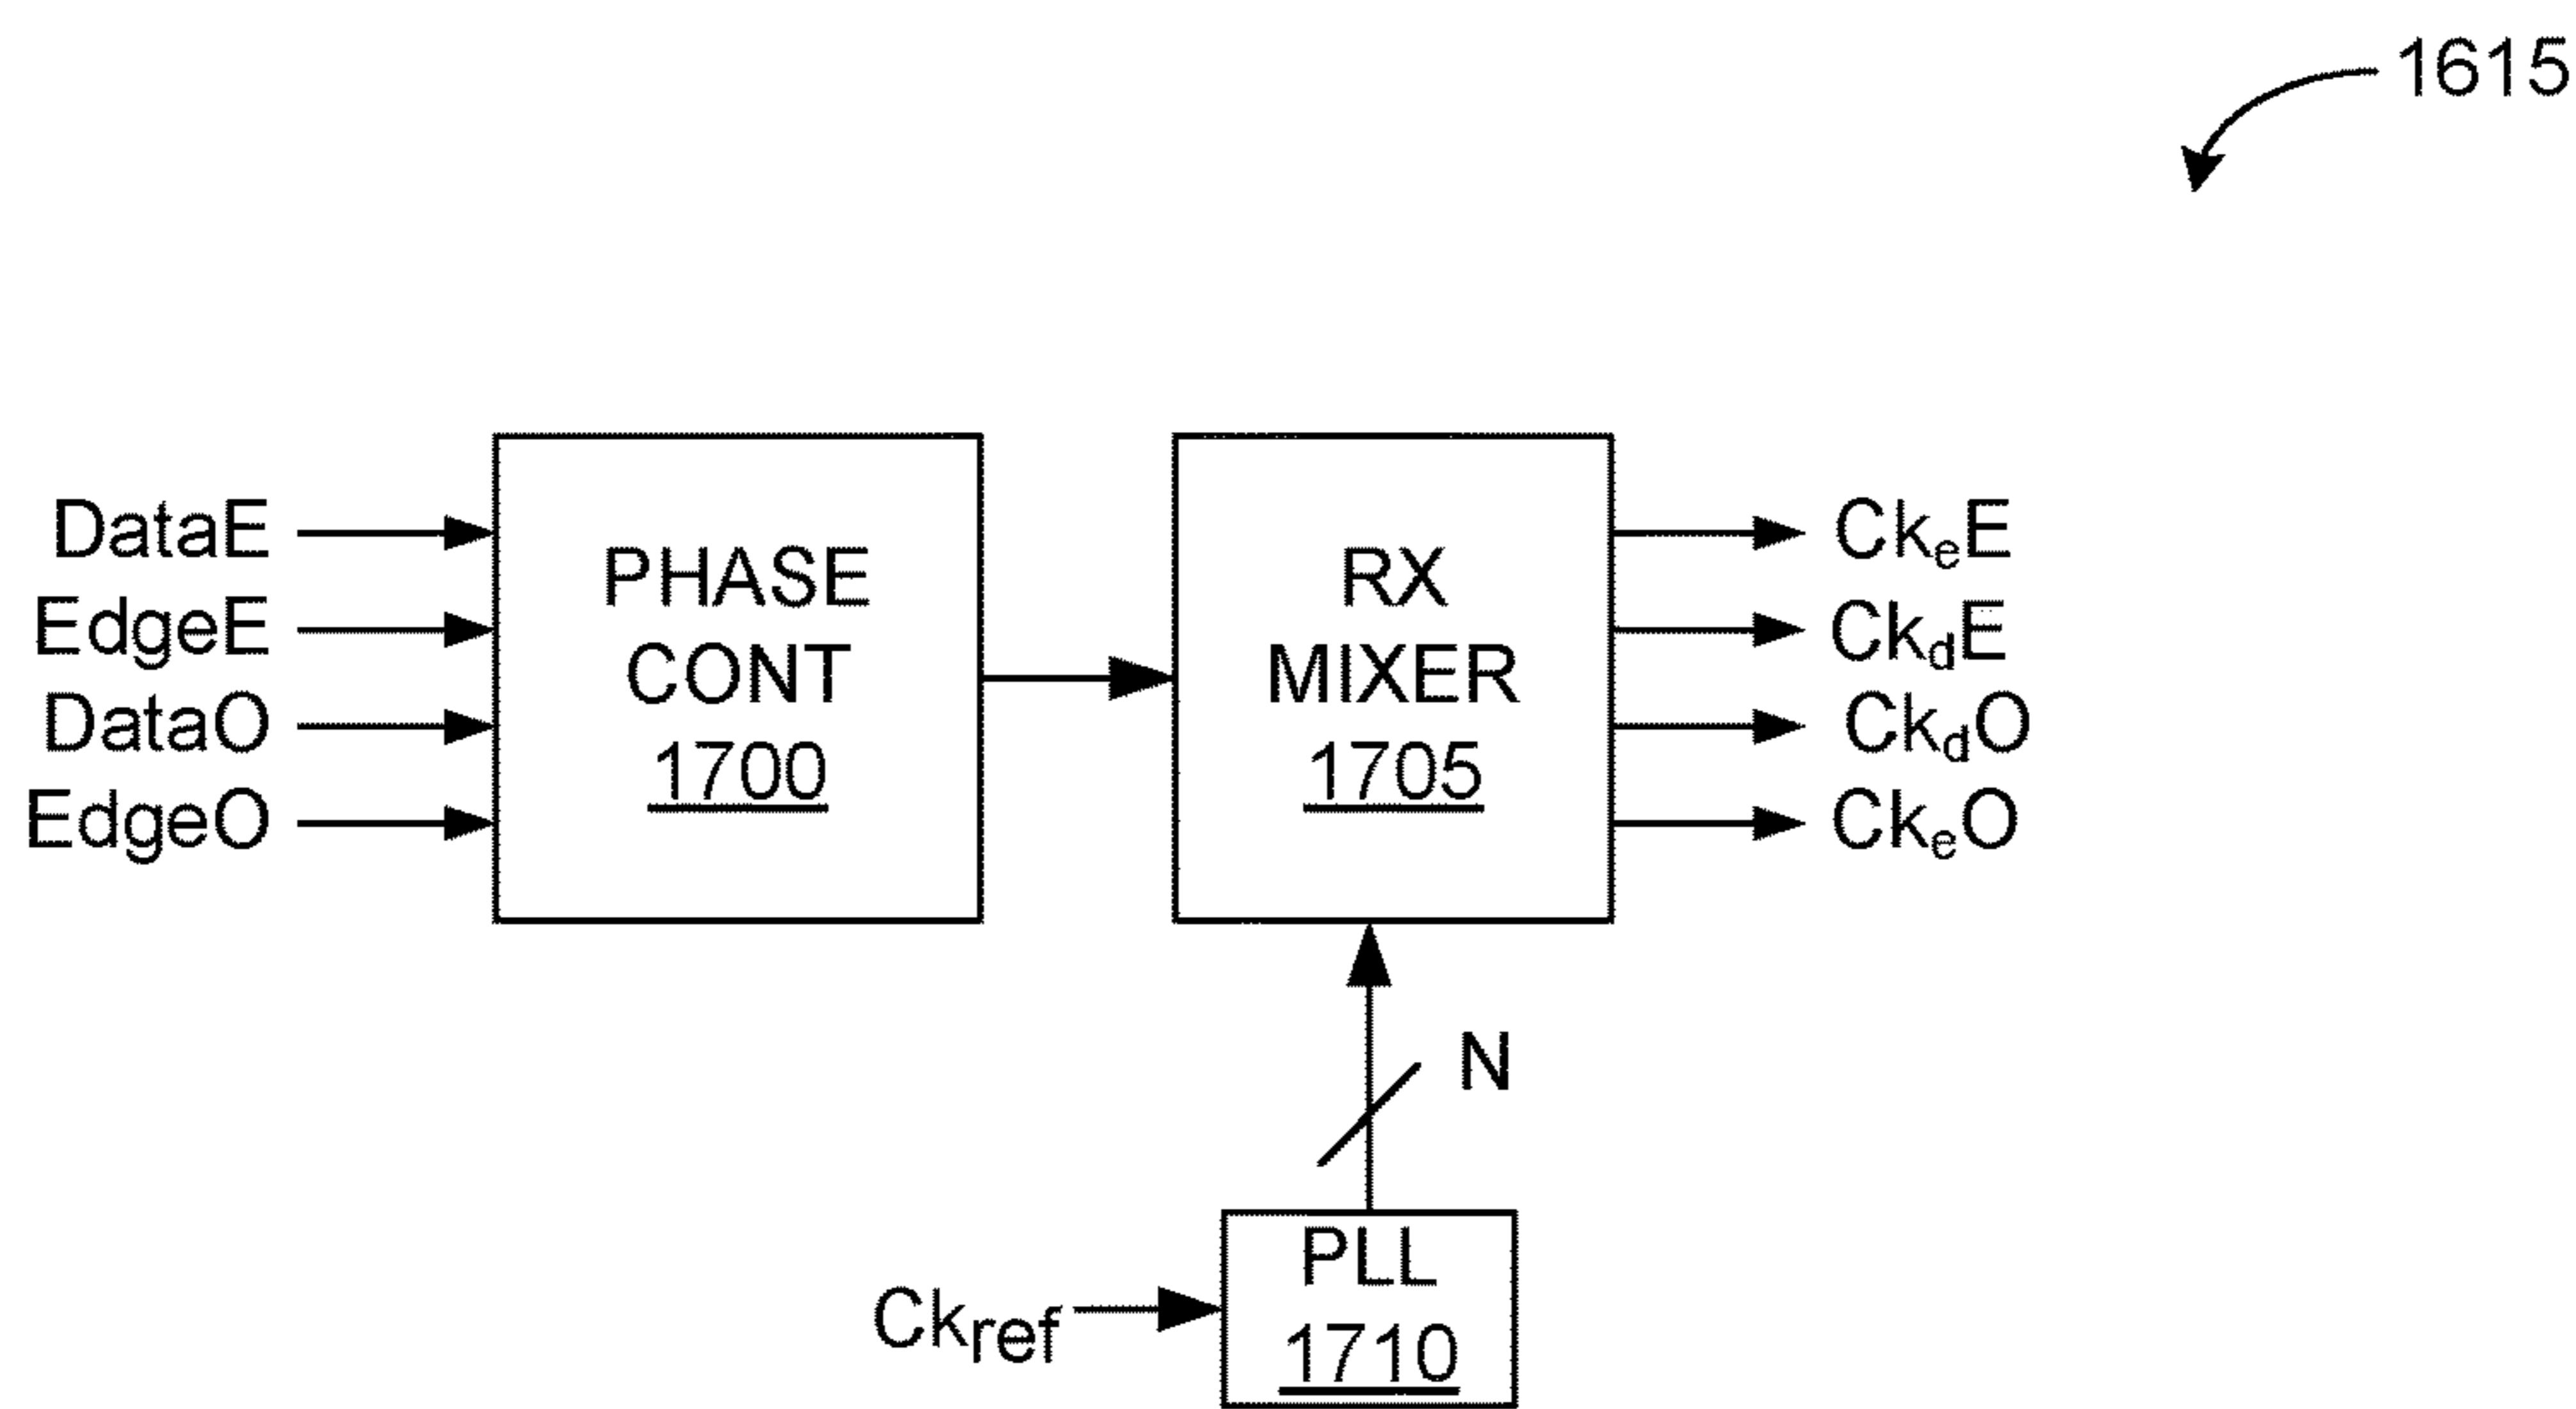 1615
DataE
EdgeE
DataO
EdgeO
PHASE
CONT
1700
RX
MIXER
1705
CkeE
CkdE
CkdO
CkeO
N
Ckref
PLL
1710